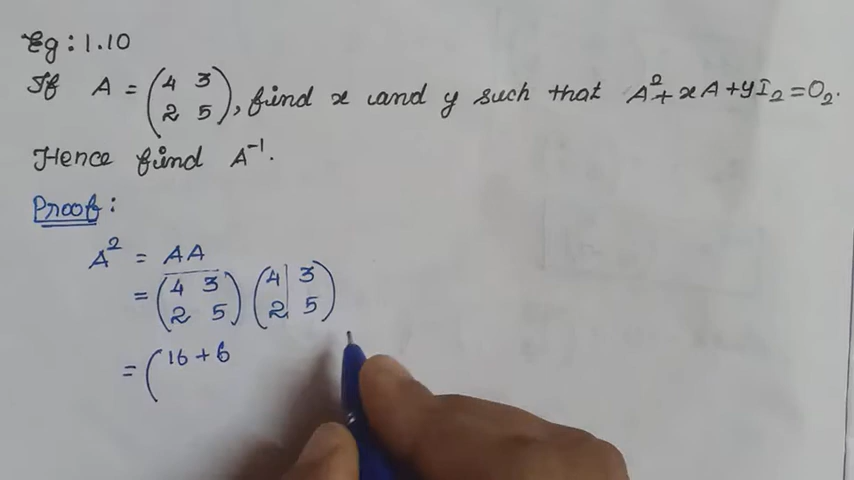 Eg : 1.10
If A = (4 3
2 5), find x and y such that A² + xA + yI₂ = O₂.
Hence find A⁻¹.
Proof :
A² = AA
= (4 3
2 5) (4 3
2 5)
= (16 + 6